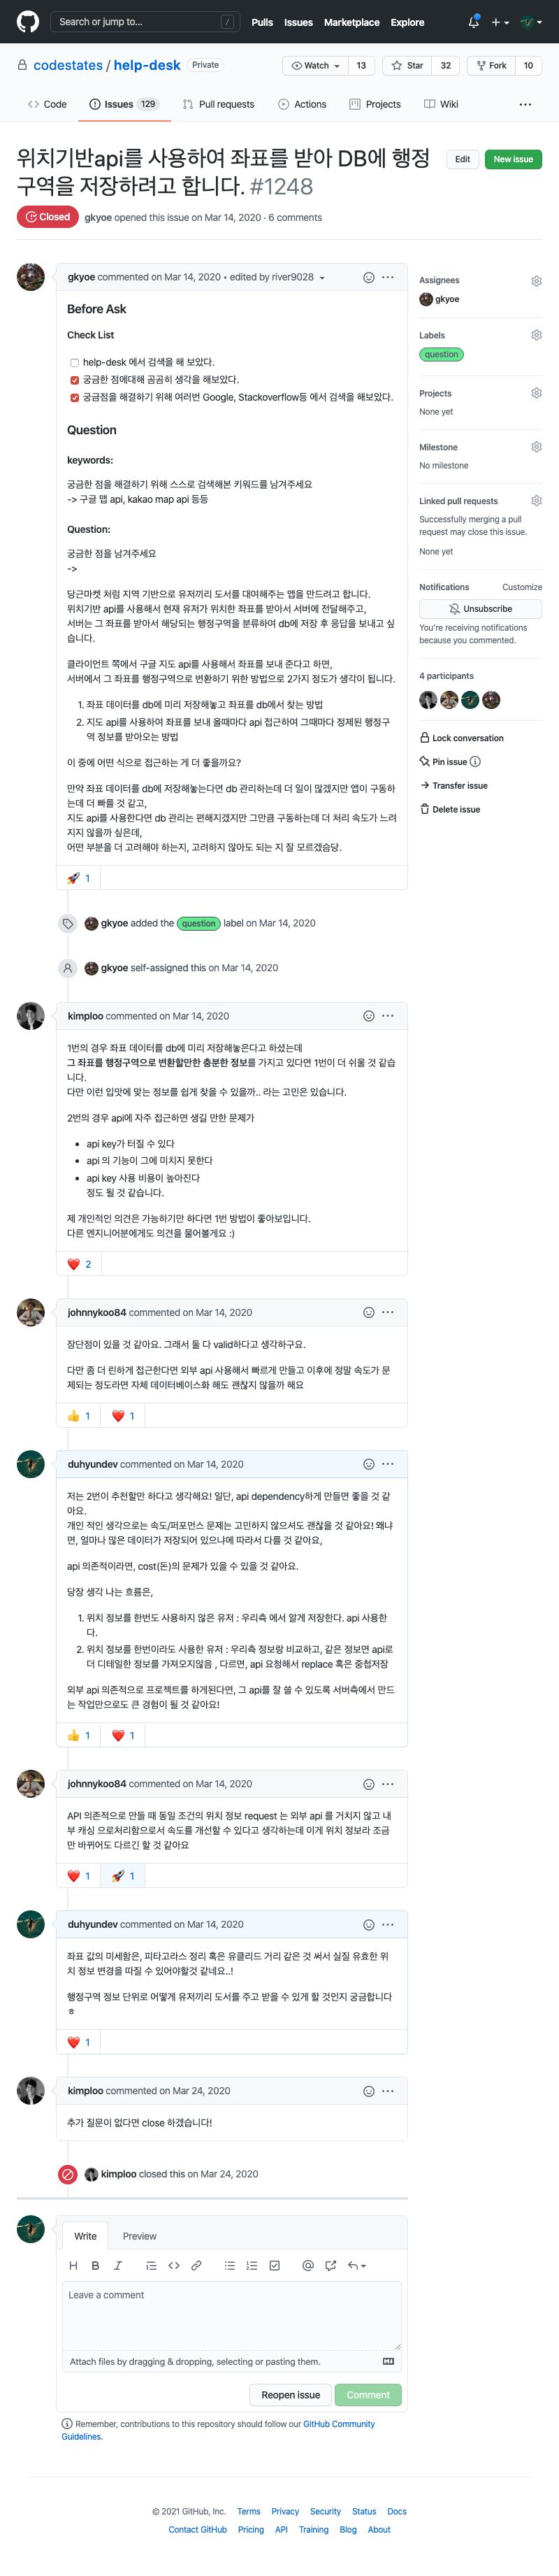 Search or jump to...
/
Pulls Issues Marketplace Explore
codestates / help-desk Private
Watch 13 Star 32 Fork 10
Code Issues 129 Pull requests Actions Projects Wiki
위치기반api를 사용하여 좌표를 받아 DB에 행정
구역을 저장하려고 합니다. #1248
Edit New issue
Closed gkyoe opened this issue on Mar 14, 2020 · 6 comments
gkyoe commented on Mar 14, 2020 • edited by river9028
Before Ask
Check List
help-desk 에서 검색을 해 보았다.
궁금한 점에대해 곰곰히 생각을 해보았다.
궁금점을 해결하기 위해 여러번 Google, Stackoverflow등 에서 검색을 해보았다.
Question
keywords:
궁금한 점을 해결하기 위해 스스로 검색해본 키워드를 남겨주세요
-> 구글 맵 api, kakao map api 등등
Question:
궁금한 점을 남겨주세요
->
당근마켓 처럼 지역 기반으로 유저끼리 도서를 대여해주는 앱을 만드려고 합니다.
위치기반 api를 사용해서 현재 유저가 위치한 좌표를 받아서 서버에 전달해주고,
서버는 그 좌표를 받아서 해당되는 행정구역을 분류하여 db에 저장 후 응답을 보내고 싶
습니다.
클라이언트 쪽에서 구글 지도 api를 사용해서 좌표를 보내 준다고 하면,
서버에서 그 좌표를 행정구역으로 변환하기 위한 방법으로 2가지 정도가 생각이 됩니다.
1. 좌표 데이터를 db에 미리 저장해놓고 좌표를 db에서 찾는 방법
2. 지도 api를 사용하여 좌표를 보내 올때마다 api 접근하여 그때마다 정제된 행정구
역 정보를 받아오는 방법
이 중에 어떤 식으로 접근하는 게 더 좋을까요?
만약 좌표 데이터를 db에 저장해놓는다면 db 관리하는데 더 일이 많겠지만 앱이 구동하
는데 더 빠를 것 같고,
지도 api를 사용한다면 db 관리는 편해지겠지만 그만큼 구동하는데 더 처리 속도가 느려
지지 않을까 싶은데,
어떤 부분을 더 고려해야 하는지, 고려하지 않아도 되는 지 잘 모르겠슴당.
🚀 1
gkyoe added the question label on Mar 14, 2020
gkyoe self-assigned this on Mar 14, 2020
kimploo commented on Mar 14, 2020
1번의 경우 좌표 데이터를 db에 미리 저장해놓은다고 하셨는데
그 좌표를 행정구역으로 변환할만한 충분한 정보를 가지고 있다면 1번이 더 쉬울 것 같습
니다.
다만 이런 입맛에 맞는 정보를 쉽게 찾을 수 있을까.. 라는 고민은 있습니다.
2번의 경우 api에 자주 접근하면 생길 만한 문제가
• api key가 터질 수 있다
• api 의 기능이 그에 미치지 못한다
• api key 사용 비용이 높아진다
정도 될 것 같습니다.
제 개인적인 의견은 가능하기만 하다면 1번 방법이 좋아보입니다.
다른 엔지니어분에게도 의견을 물어볼게요 :)
❤️ 2
johnnykoo84 commented on Mar 14, 2020
장단점이 있을 것 같아요. 그래서 둘 다 valid하다고 생각하구요.
다만 좀 더 린하게 접근한다면 외부 api 사용해서 빠르게 만들고 이후에 정말 속도가 문
제되는 정도라면 자체 데이터베이스화 해도 괜찮지 않을까 해요
👍 1 ❤️ 1
duhyundev commented on Mar 14, 2020
저는 2번이 추천할만 하다고 생각해요! 일단, api dependency하게 만들면 좋을 것 같
아요.
개인 적인 생각으로는 속도/퍼포먼스 문제는 고민하지 않으셔도 괜찮을 것 같아요! 왜냐
면, 얼마나 많은 데이터가 저장되어 있으냐에 따라서 다를 것 같아요,
api 의존적이라면, cost(돈)의 문제가 있을 수 있을 것 같아요.
당장 생각 나는 흐름은,
1. 위치 정보를 한번도 사용하지 않은 유저 : 우리측 에서 알게 저장한다. api 사용한
다.
2. 위치 정보를 한번이라도 사용한 유저 : 우리측 정보랑 비교하고, 같은 정보면 api로
더 디테일한 정보를 가져오지않음 , 다르면, api 요청해서 replace 혹은 중첩저장
외부 api 의존적으로 프로젝트를 하게된다면, 그 api를 잘 쓸 수 있도록 서버측에서 만드
는 작업만으로도 큰 경험이 될 것 같아요!
👍 1 ❤️ 1
johnnykoo84 commented on Mar 14, 2020
API 의존적으로 만들 때 동일 조건의 위치 정보 request 는 외부 api 를 거치지 않고 내
부 캐싱 으로처리함으로서 속도를 개선할 수 있다고 생각하는데 이게 위치 정보라 조금
만 바뀌어도 다르긴 할 것 같아요
❤️ 1 🚀 1
duhyundev commented on Mar 14, 2020
좌표 값의 미세함은, 피타고라스 정리 혹은 유클리드 거리 같은 것 써서 실질 유효한 위
치 정보 변경을 따질 수 있어야할것 같네요..!
행정구역 정보 단위로 어떻게 유저끼리 도서를 주고 받을 수 있게 할 것인지 궁금합니다
ㅎ
❤️ 1
kimploo commented on Mar 24, 2020
추가 질문이 없다면 close 하겠습니다!
kimploo closed this on Mar 24, 2020
Write Preview
Leave a comment
Attach files by dragging & dropping, selecting or pasting them.
Reopen issue Comment
Remember, contributions to this repository should follow our GitHub Community
Guidelines.
Assignees
gkyoe
Labels
question
Projects
None yet
Milestone
No milestone
Linked pull requests
Successfully merging a pull
request may close this issue.
None yet
Notifications Customize
Unsubscribe
You're receiving notifications
because you commented.
4 participants
Lock conversation
Pin issue
Transfer issue
Delete issue
© 2021 GitHub, Inc. Terms Privacy Security Status Docs
Contact GitHub Pricing API Training Blog About